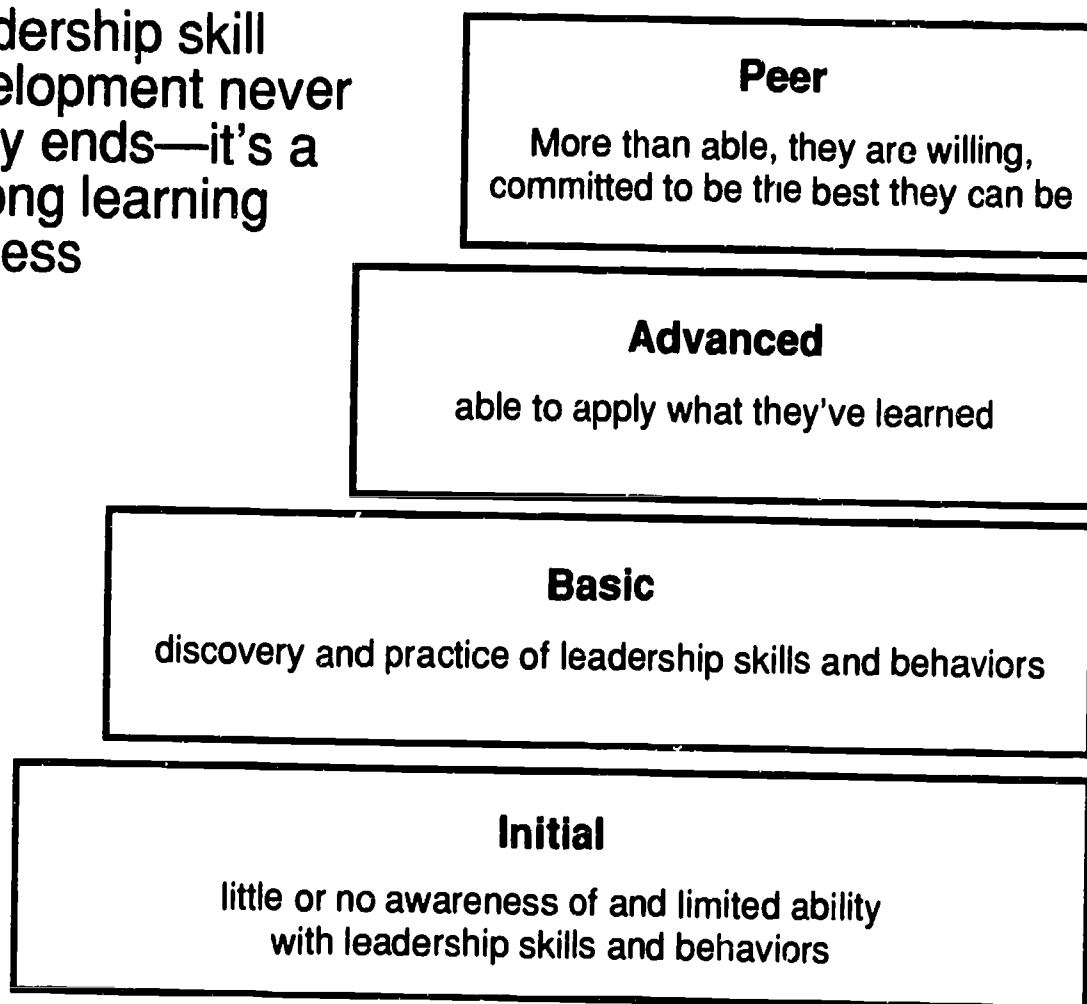 dership skill
elopment never
y ends—it's a
ong learning
ess
Peer
More than able, they are willing,
committed to be the best they can be
Advanced
able to apply what they've learned
Basic
discovery and practice of leadership skills and behaviors
Initial
little or no awareness of and limited ability
with leadership skills and behaviors